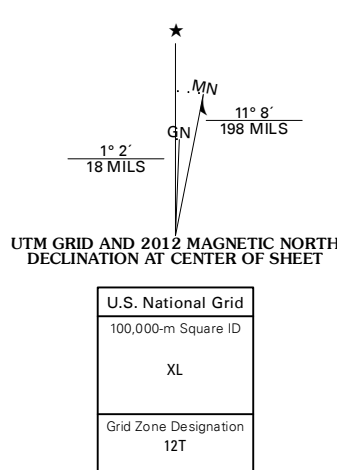 ★
MN
GN
11° 8´
198 MILS
1° 2´
18 MILS
UTM GRID AND 2012 MAGNETIC NORTH
DECLINATION AT CENTER OF SHEET
U.S. National Grid
100,000-m Square ID
XL
Grid Zone Designation
12T